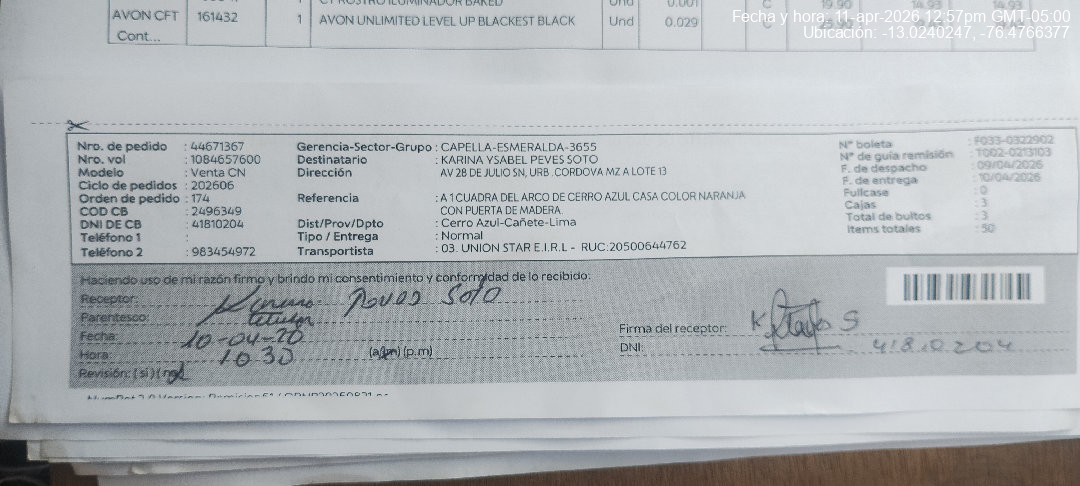 Fecha y hora, 11-apr-2026 12:57pm GMT-05:00
Ubicación: -13.0240247, -76.4766377
AVON CFT 161432 1 AVON UNLIMITED LEVEL UP BLACKEST BLACK Und 0.029 C
Cont...
Nro. de pedido : 44671367
Nro. vol : 1084657600
Modelo : Venta CN
Ciclo de pedidos : 202606
Orden de pedido : 174
COD CB : 2496349
DNI DE CB : 41810204
Teléfono 1 :
Teléfono 2 : 983454972
Gerencia-Sector-Grupo : CAPELLA-ESMERALDA-3655
Destinatario : KARINA YSABEL PEVES SOTO
Dirección AV 28 DE JULIO SN, URB. CORDOVA MZ A LOTE 13
Referencia : A 1 CUADRA DEL ARCO DE CERRO AZUL CASA COLOR NARANJA
CON PUERTA DE MADERA.
Dist/Prov/Dpto : Cerro Azul-Cañete-Lima
Tipo / Entrega : Normal
Transportista : 03. UNION STAR E.I.R.L - RUC:20500644762
N° boleta : F033-0322902
N° de guía remisión : T002-0213103
F. de despacho : 09/04/2026
F. de entrega : 10/04/2026
Fullcase : 0
Cajas : 3
Total de bultos : 3
Items totales : 50
Haciendo uso de mi razón firmo y brindo mi consentimiento y conformidad de lo recibido:
Receptor: Peves Soto
Parentesco: titular
Fecha: 10-04-20
Hora: 10 30 (a.m) (p.m)
Revisión: (si) (no)
Firma del receptor:
DNI: 41810204